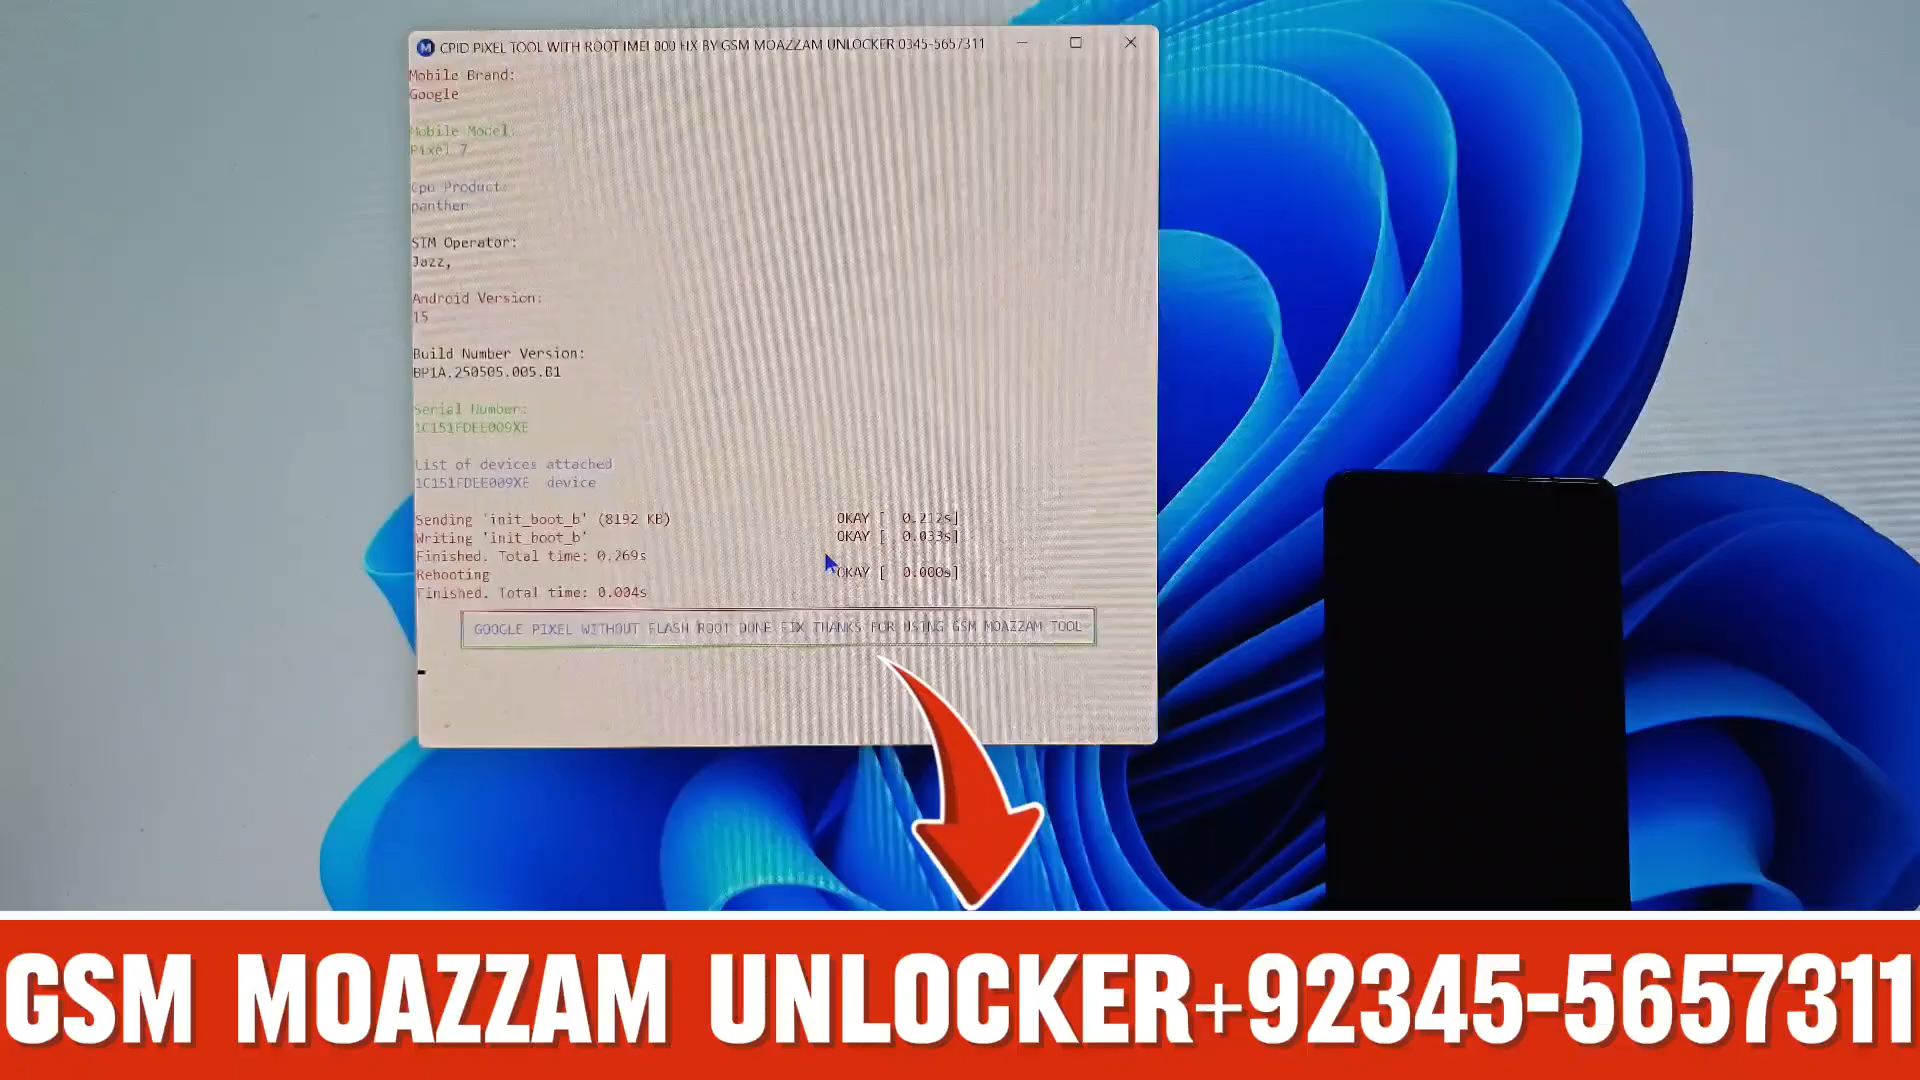 CPID PIXEL TOOL WITH ROOT IMEI 000 FIX BY GSM MOAZZAM UNLOCKER 0345-5657311
Mobile Brand:
Google
Mobile Model:
Pixel 7
Cpu Product:
panther
SIM Operator:
Jazz,
Android Version:
15
Build Number Version:
BP1A.250505.005.B1
Serial Number:
1C151FDEE009XE
List of devices attached
1C151FDEE009XE device
Sending 'init_boot_b' (8192 KB) OKAY [ 0.212s]
Writing 'init_boot_b' OKAY [ 0.033s]
Finished. Total time: 0.269s
Rebooting OKAY [ 0.000s]
Finished. Total time: 0.004s
GOOGLE PIXEL WITHOUT FLASH ROOT DONE FIX THANKS FOR USING GSM MOAZZAM TOOL
GSM MOAZZAM UNLOCKER+92345-5657311